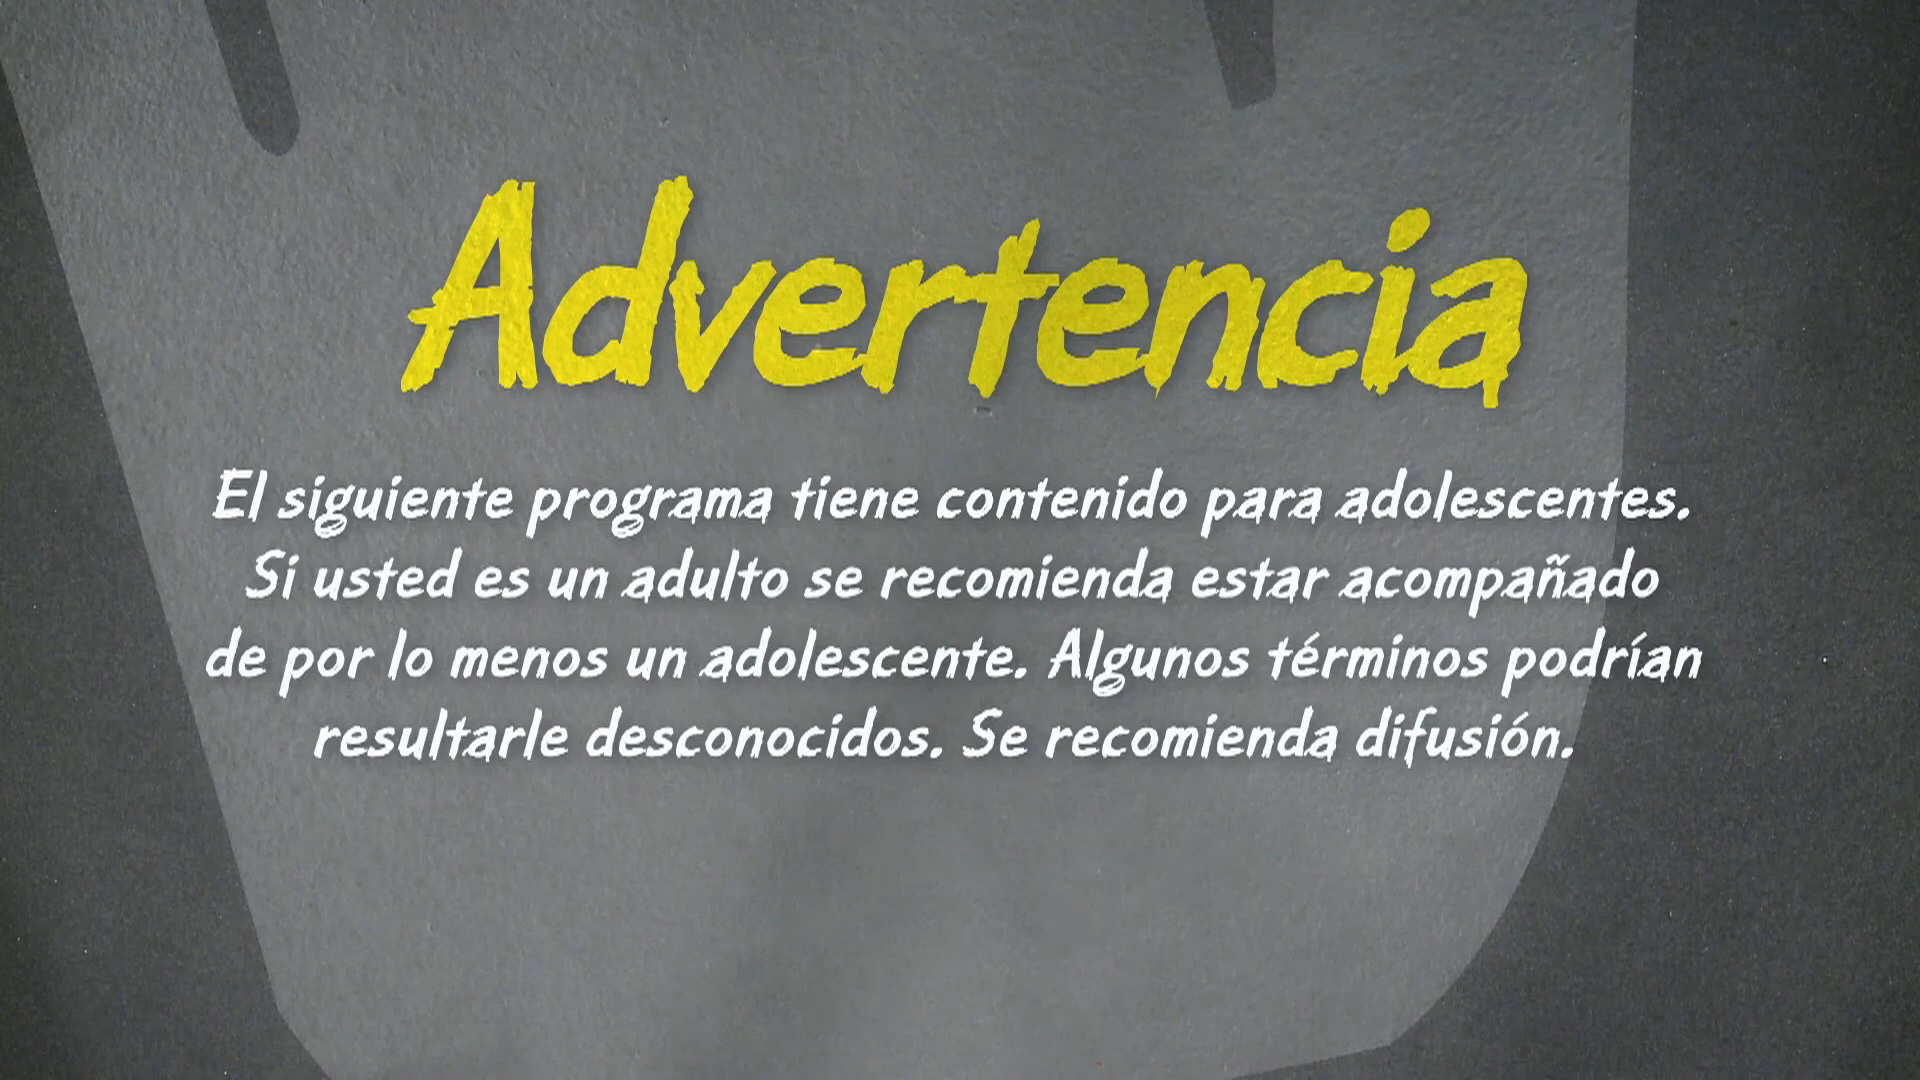 Advertencia
El siguiente programa tiene contenido para adolescentes.
Si usted es un adulto se recomienda estar acompañado
de por lo menos un adolescente. Algunos términos podrían
resultarle desconocidos. Se recomienda difusión.